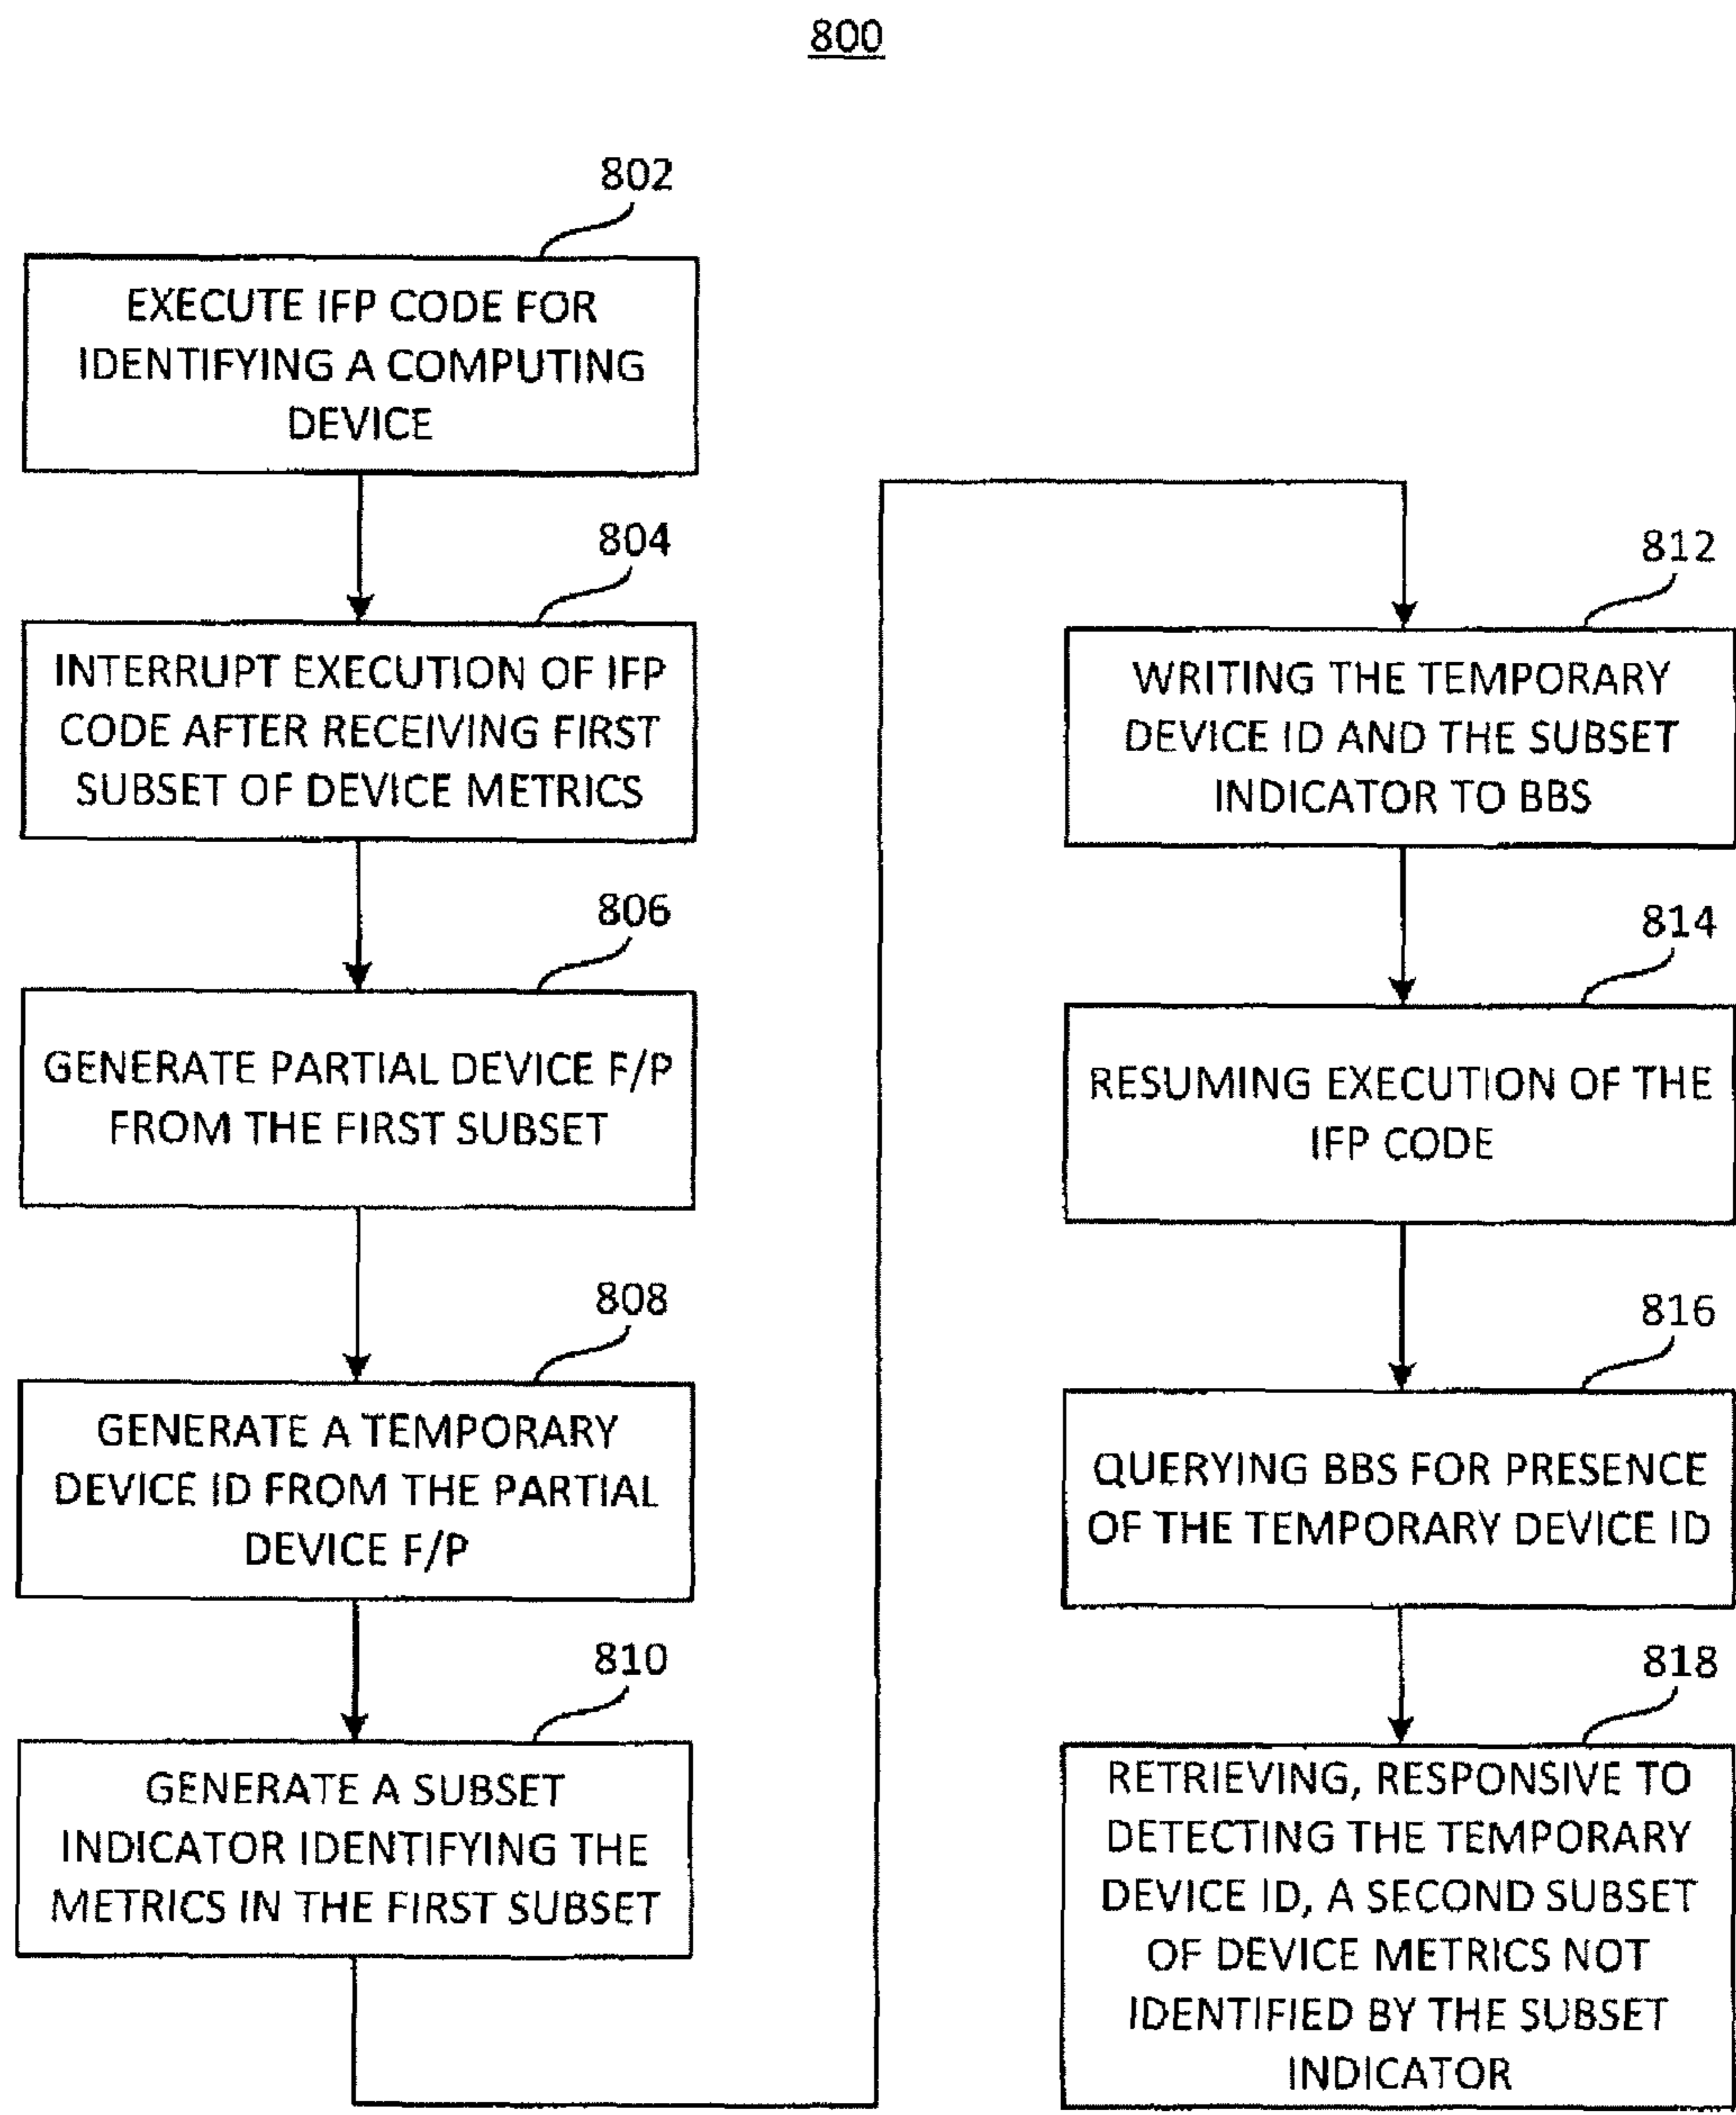 800
802
EXECUTE IFP CODE FOR
IDENTIFYING A COMPUTING
DEVICE
804
INTERRUPT EXECUTION OF IFP
CODE AFTER RECEIVING FIRST
SUBSET OF DEVICE METRICS
806
GENERATE PARTIAL DEVICE F/P
FROM THE FIRST SUBSET
808
GENERATE A TEMPORARY
DEVICE ID FROM THE PARTIAL
DEVICE F/P
810
GENERATE A SUBSET
INDICATOR IDENTIFYING THE
METRICS IN THE FIRST SUBSET
812
WRITING THE TEMPORARY
DEVICE ID AND THE SUBSET
INDICATOR TO BBS
814
RESUMING EXECUTION OF THE
IFP CODE
816
QUERYING BBS FOR PRESENCE
OF THE TEMPORARY DEVICE ID
818
RETRIEVING, RESPONSIVE TO
DETECTING THE TEMPORARY
DEVICE ID, A SECOND SUBSET
OF DEVICE METRICS NOT
IDENTIFIED BY THE SUBSET
INDICATOR